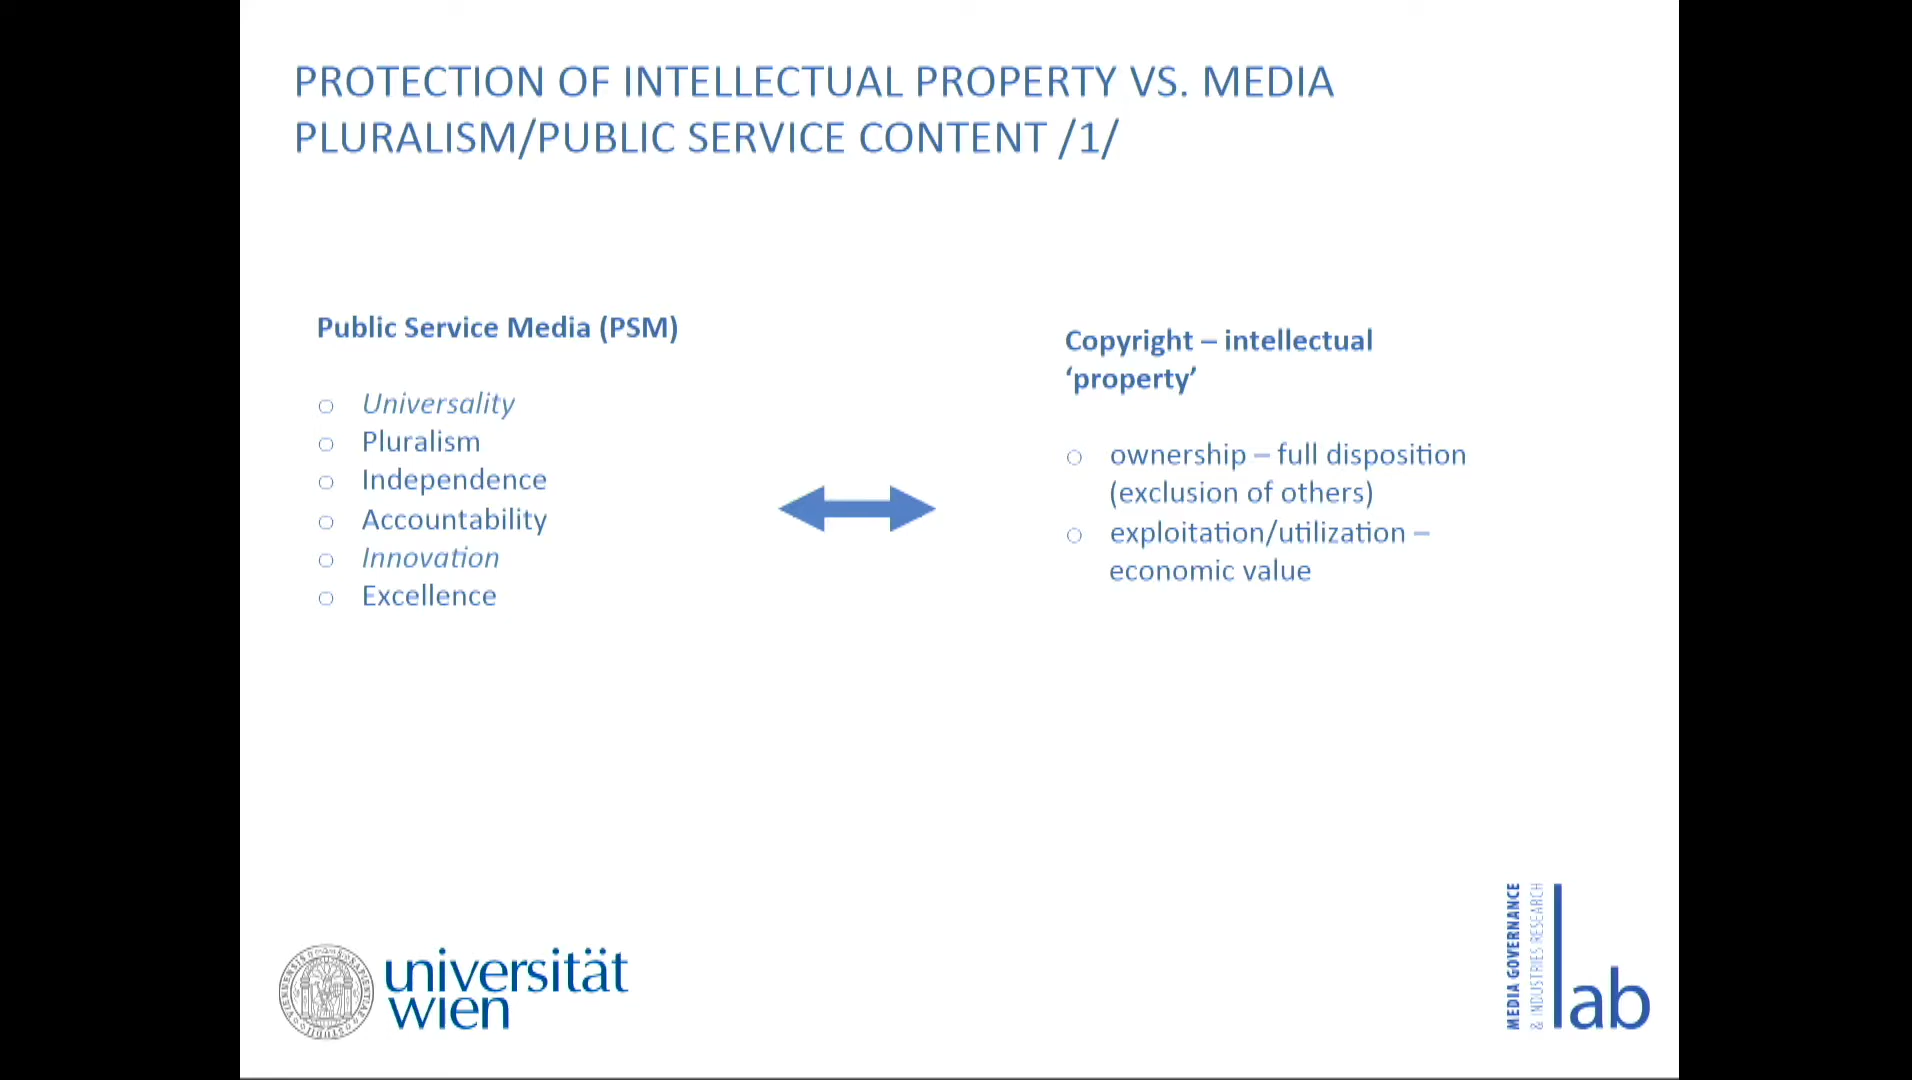 PROTECTION OF INTELLECTUAL PROPERTY VS. MEDIA
PLURALISM/PUBLIC SERVICE CONTENT /1/
Public Service Media (PSM)
Universality
Pluralism
Independence
Accountability
Innovation
Excellence
Copyright – intellectual
‘property’
ownership – full disposition
(exclusion of others)
exploitation/utilization –
economic value
universität
wien
MEDIA GOVERNANCE
& INDUSTRIES RESEARCH
lab